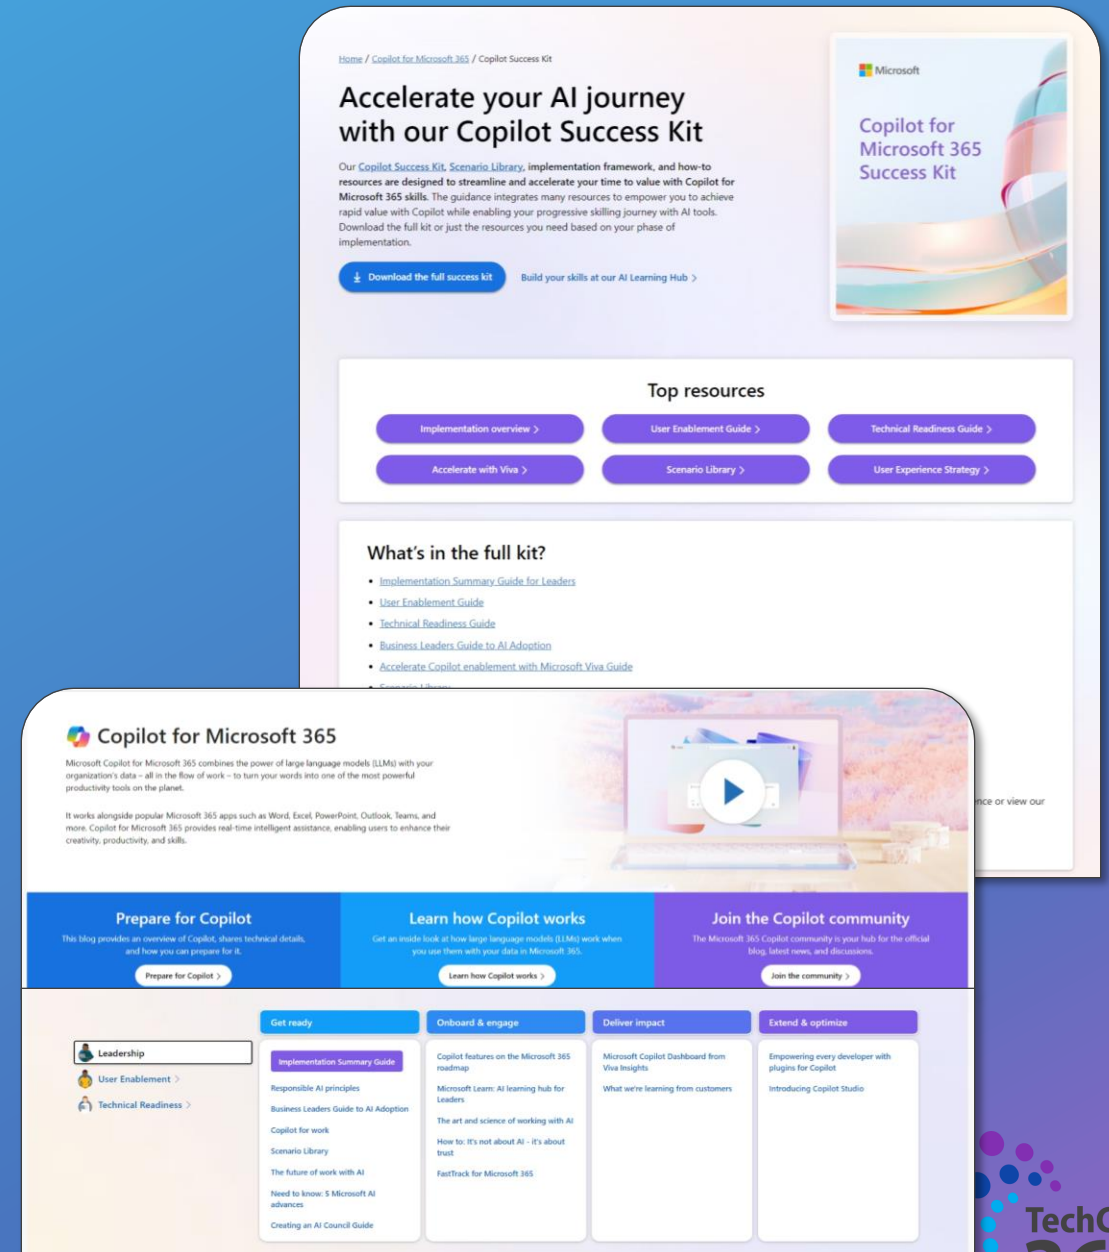 Home / Copilot for Microsoft 365 / Copilot Success Kit
Accelerate your AI journey
with our Copilot Success Kit
Our Copilot Success Kit, Scenario Library, implementation framework, and how-to
resources are designed to streamline and accelerate your time to value with Copilot for
Microsoft 365 skills. The guidance integrates many resources to empower you to achieve
rapid value with Copilot while enabling your progressive skilling journey with AI tools.
Download the full kit or just the resources you need based on your phase of
implementation.
Download the full success kit
Build your skills at our AI Learning Hub >
Microsoft
Copilot for
Microsoft 365
Success Kit
Top resources
Implementation overview >
User Enablement Guide >
Technical Readiness Guide >
Accelerate with Viva >
Scenario Library >
User Experience Strategy >
What's in the full kit?
• Implementation Summary Guide for Leaders
• User Enablement Guide
• Technical Readiness Guide
• Business Leaders Guide to AI Adoption
• Accelerate Copilot enablement with Microsoft Viva Guide
• Scenario Library
or view our
Copilot for Microsoft 365
Microsoft Copilot for Microsoft 365 combines the power of large language models (LLMs) with your
organization's data – all in the flow of work – to turn your words into one of the most powerful
productivity tools on the planet.
It works alongside popular Microsoft 365 apps such as Word, Excel, PowerPoint, Outlook, Teams, and
more. Copilot for Microsoft 365 provides real-time intelligent assistance, enabling users to enhance their
creativity, productivity, and skills.
Prepare for Copilot
This blog provides an overview of Copilot, shares technical details,
and how you can prepare for it.
Prepare for Copilot >
Learn how Copilot works
Get an inside look at how large language models (LLMs) work when
you use them with your data in Microsoft 365.
Learn how Copilot works >
Join the Copilot community
The Microsoft 365 Copilot community is your hub for the official
blog, latest news, and discussions.
Join the community >
Leadership
User Enablement >
Technical Readiness >
Get ready
Implementation Summary Guide
Responsible AI principles
Business Leaders Guide to AI Adoption
Copilot for work
Scenario Library
The future of work with AI
Need to know: 5 Microsoft AI
advances
Creating an AI Council Guide
Onboard & engage
Copilot features on the Microsoft 365
roadmap
Microsoft Learn: AI learning hub for
Leaders
The art and science of working with AI
How to: It's not about AI - it's about
trust
FastTrack for Microsoft 365
Deliver impact
Microsoft Copilot Dashboard from
Viva Insights
What we're learning from customers
Extend & optimize
Empowering every developer with
plugins for Copilot
Introducing Copilot Studio